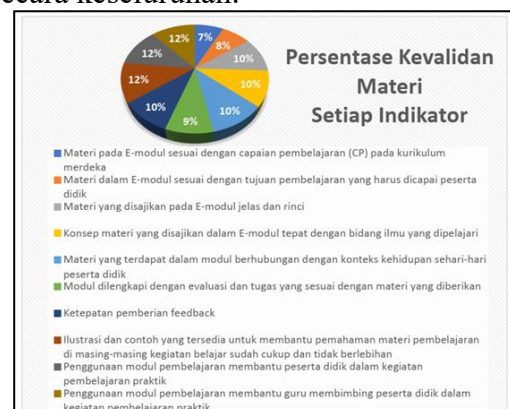 secara keseluruhan.
Persentase Kevalidan
Materi
Setiap Indikator
7%
8%
10%
10%
10%
9%
10%
12%
12%
12%
Materi pada E-modul sesuai dengan capaian pembelajaran (CP) pada kurikulum
merdeka
Materi dalam E-modul sesuai dengan tujuan pembelajaran yang harus dicapai peserta
didik
Materi yang disajikan pada E-modul jelas dan rinci
Konsep materi yang disajikan dalam E-modul tepat dengan bidang ilmu yang dipelajari
Materi yang terdapat dalam modul berhubungan dengan konteks kehidupan sehari-hari
peserta didik
Modul dilengkapi dengan evaluasi dan tugas yang sesuai dengan materi yang diberikan
Ketepatan pemberian feedback
Ilustrasi dan contoh yang tersedia untuk membantu pemahaman materi pembelajaran
di masing-masing kegiatan belajar sudah cukup dan tidak berlebihan
Penggunaan modul pembelajaran membantu peserta didik dalam kegiatan
pembelajaran praktik
Penggunaan modul pembelajaran membantu guru membimbing peserta didik dalam
kegiatan pembelajaran praktik